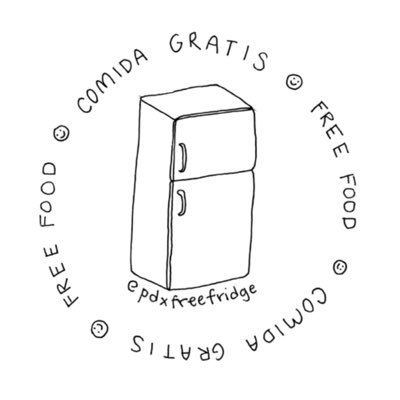 COMIDA GRATIS
FREE FOOD
COMIDA GRATIS
FREE FOOD
@pdxfreefridge